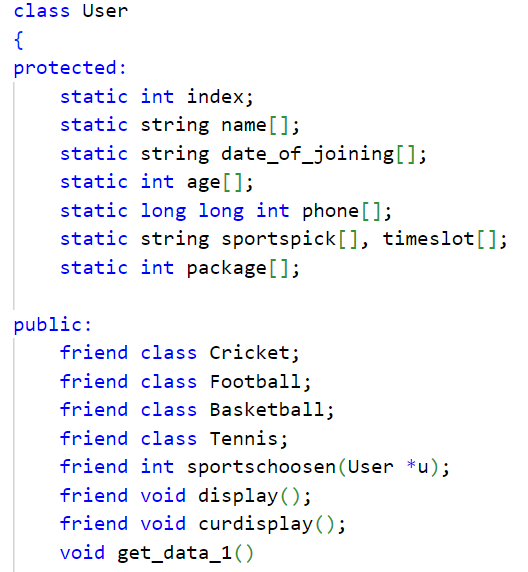 class User
{
protected:
    static int index;
    static string name[];
    static string date_of_joining[];
    static int age[];
    static long long int phone[];
    static string sportspick[], timeslot[];
    static int package[];

public:
    friend class Cricket;
    friend class Football;
    friend class Basketball;
    friend class Tennis;
    friend int sportschoosen(User *u);
    friend void display();
    friend void curdisplay();
    void get_data_1()